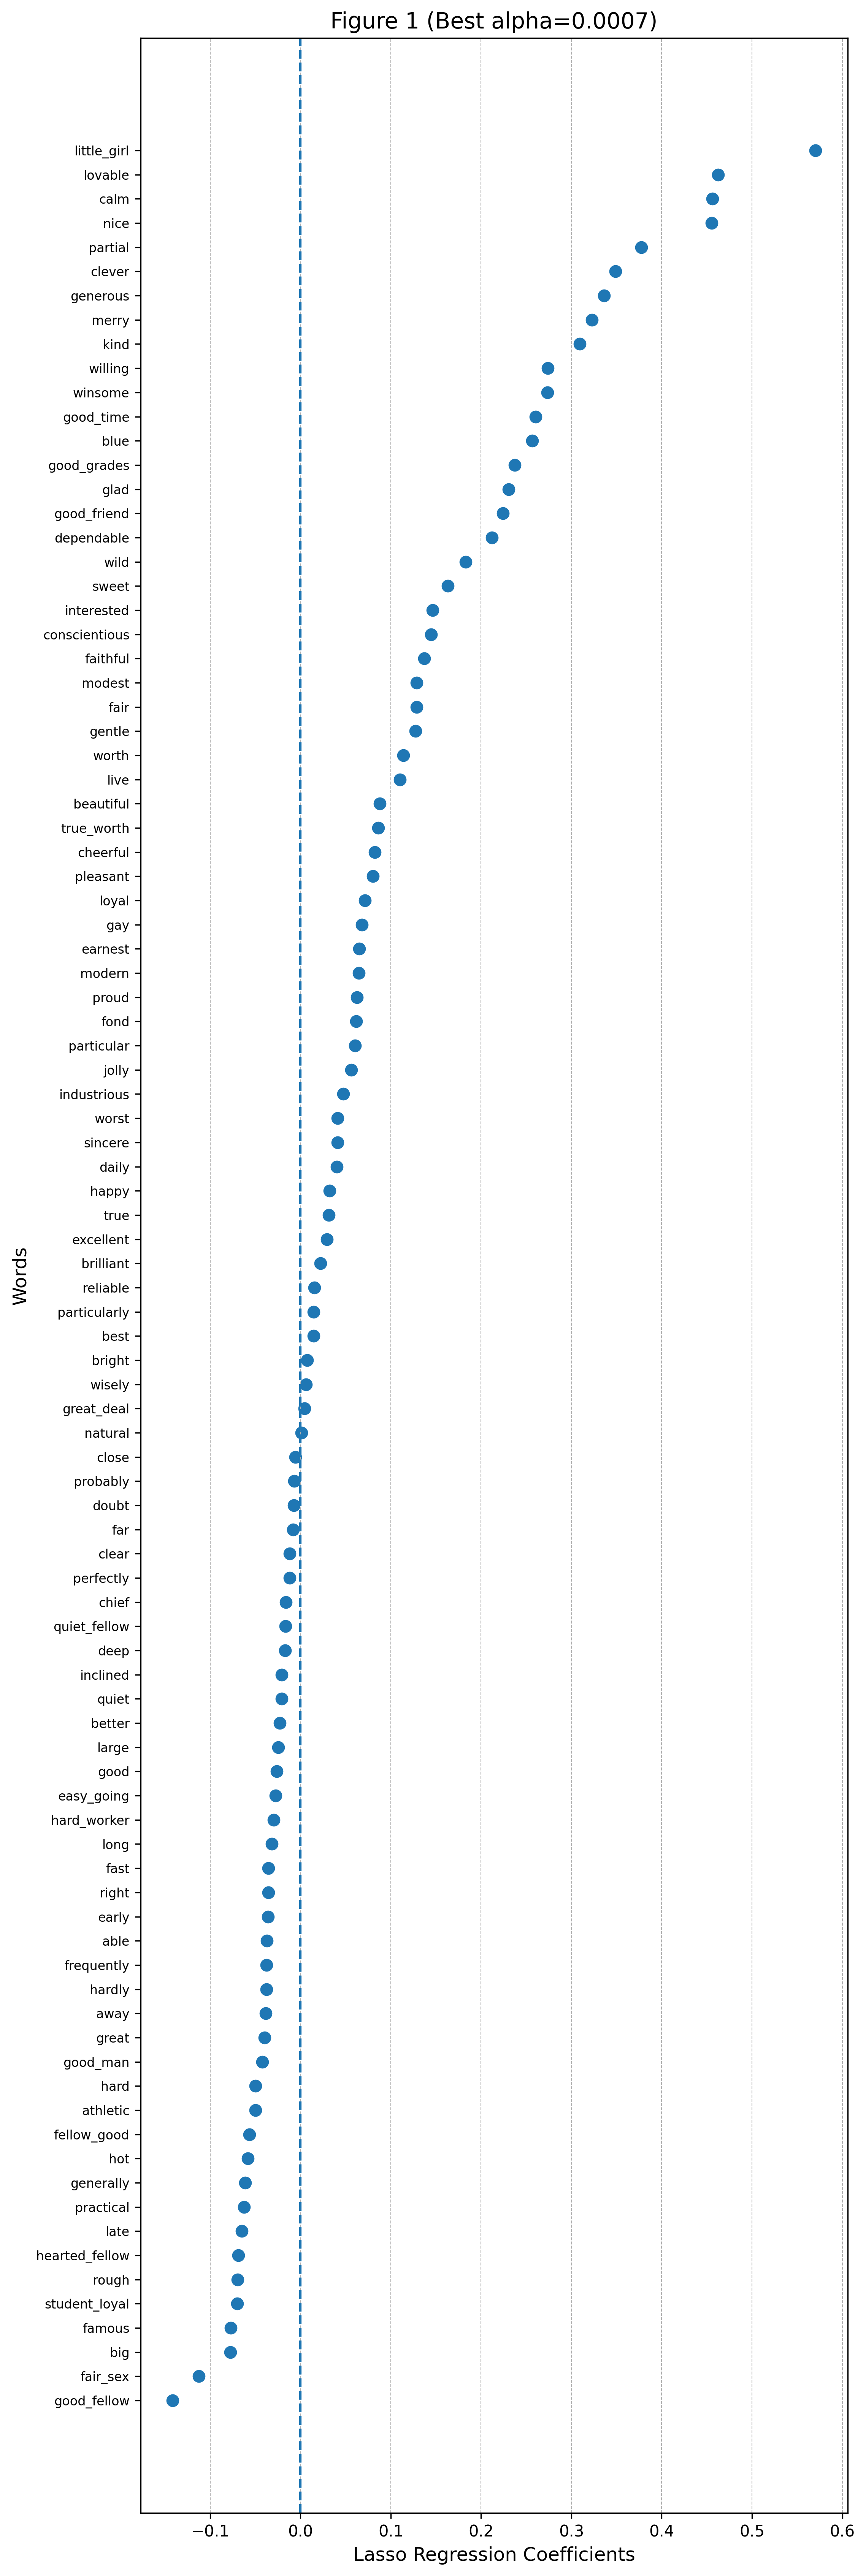 Figure 1 (Best alpha=0.0007)
little_girl
lovable
calm
nice
partial
clever
generous
merry
kind
willing
winsome
good_time
blue
good_grades
glad
good_friend
dependable
wild
sweet
interested
conscientious
faithful
modest
fair
gentle
worth
live
beautiful
true_worth
cheerful
pleasant
loyal
gay
earnest
modern
proud
fond
particular
jolly
industrious
worst
sincere
daily
happy
true
excellent
brilliant
reliable
particularly
best
bright
wisely
great_deal
natural
close
probably
doubt
far
clear
perfectly
chief
quiet_fellow
deep
inclined
quiet
better
large
good
easy_going
hard_worker
long
fast
right
early
able
frequently
hardly
away
great
good_man
hard
athletic
fellow_good
hot
generally
practical
late
hearted_fellow
rough
student_loyal
famous
big
fair_sex
good_fellow
Words
−0.1 0.0 0.1 0.2 0.3 0.4 0.5 0.6
Lasso Regression Coefficients